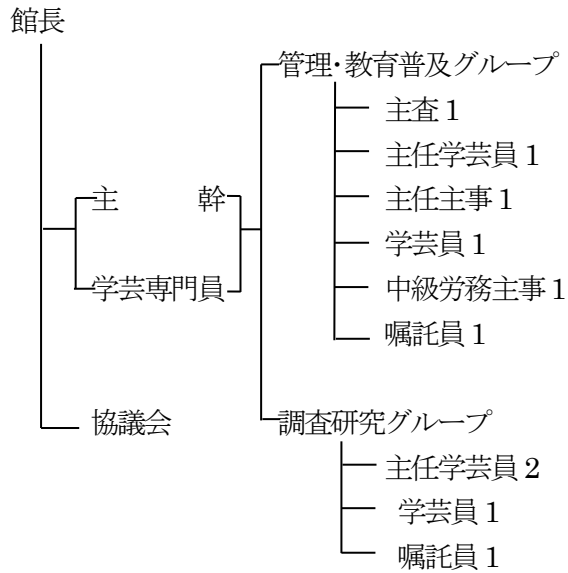 館長
管理・教育普及グループ
主査 1
主任学芸員 1
主　　　幹
主任主事 1
学芸員 1
学芸専門員
中級労務主事 1
嘱託員 1
協議会
調査研究グループ
主任学芸員 2
学芸員 1
嘱託員 1